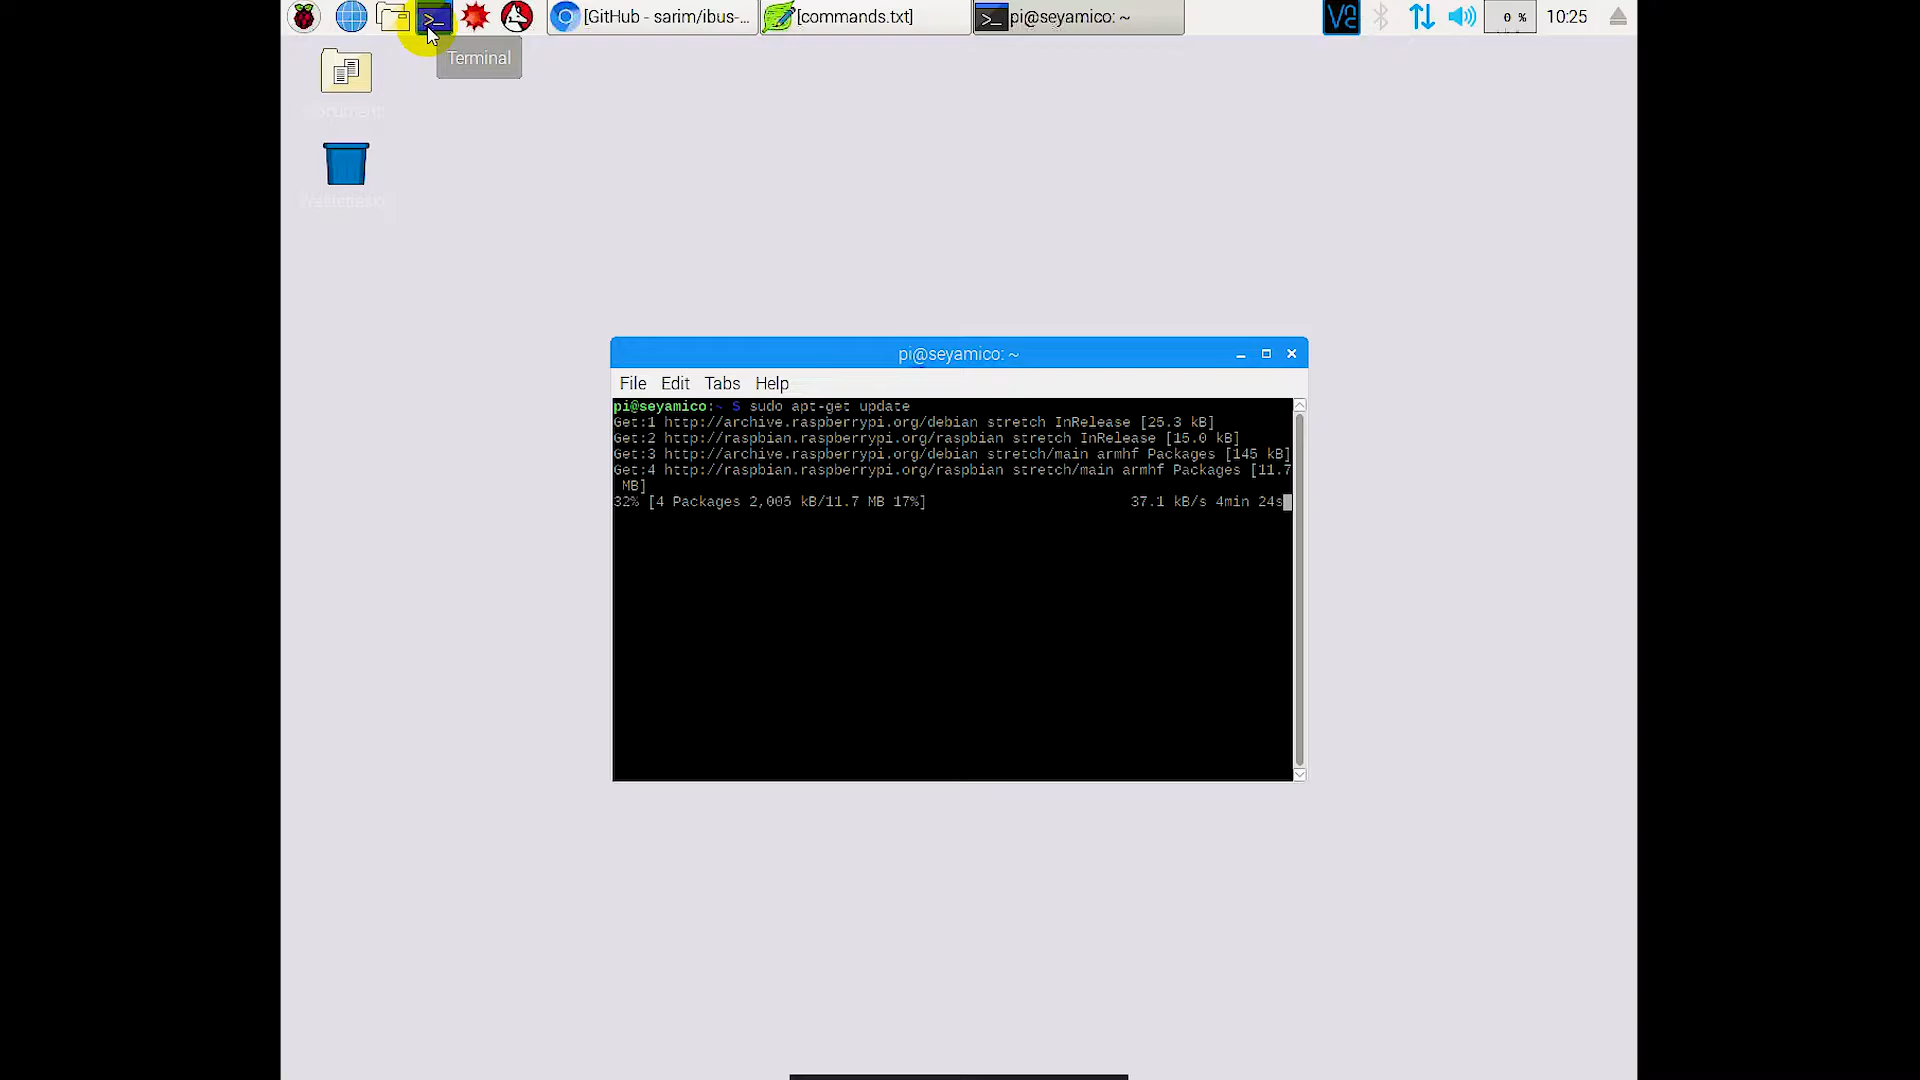 [GitHub - sarim/ibus-...
[commands.txt]
pi@seyamico: ~
0 %
10:25
Terminal
pi@seyamico: ~
File Edit Tabs Help
pi@seyamico:~ $ sudo apt-get update
Get:1 http://archive.raspberrypi.org/debian stretch InRelease [25.3 kB]
Get:2 http://raspbian.raspberrypi.org/raspbian stretch InRelease [15.0 kB]
Get:3 http://archive.raspberrypi.org/debian stretch/main armhf Packages [145 kB]
Get:4 http://raspbian.raspberrypi.org/raspbian stretch/main armhf Packages [11.7
MB]
32% [4 Packages 2,005 kB/11.7 MB 17%] 37.1 kB/s 4min 24s